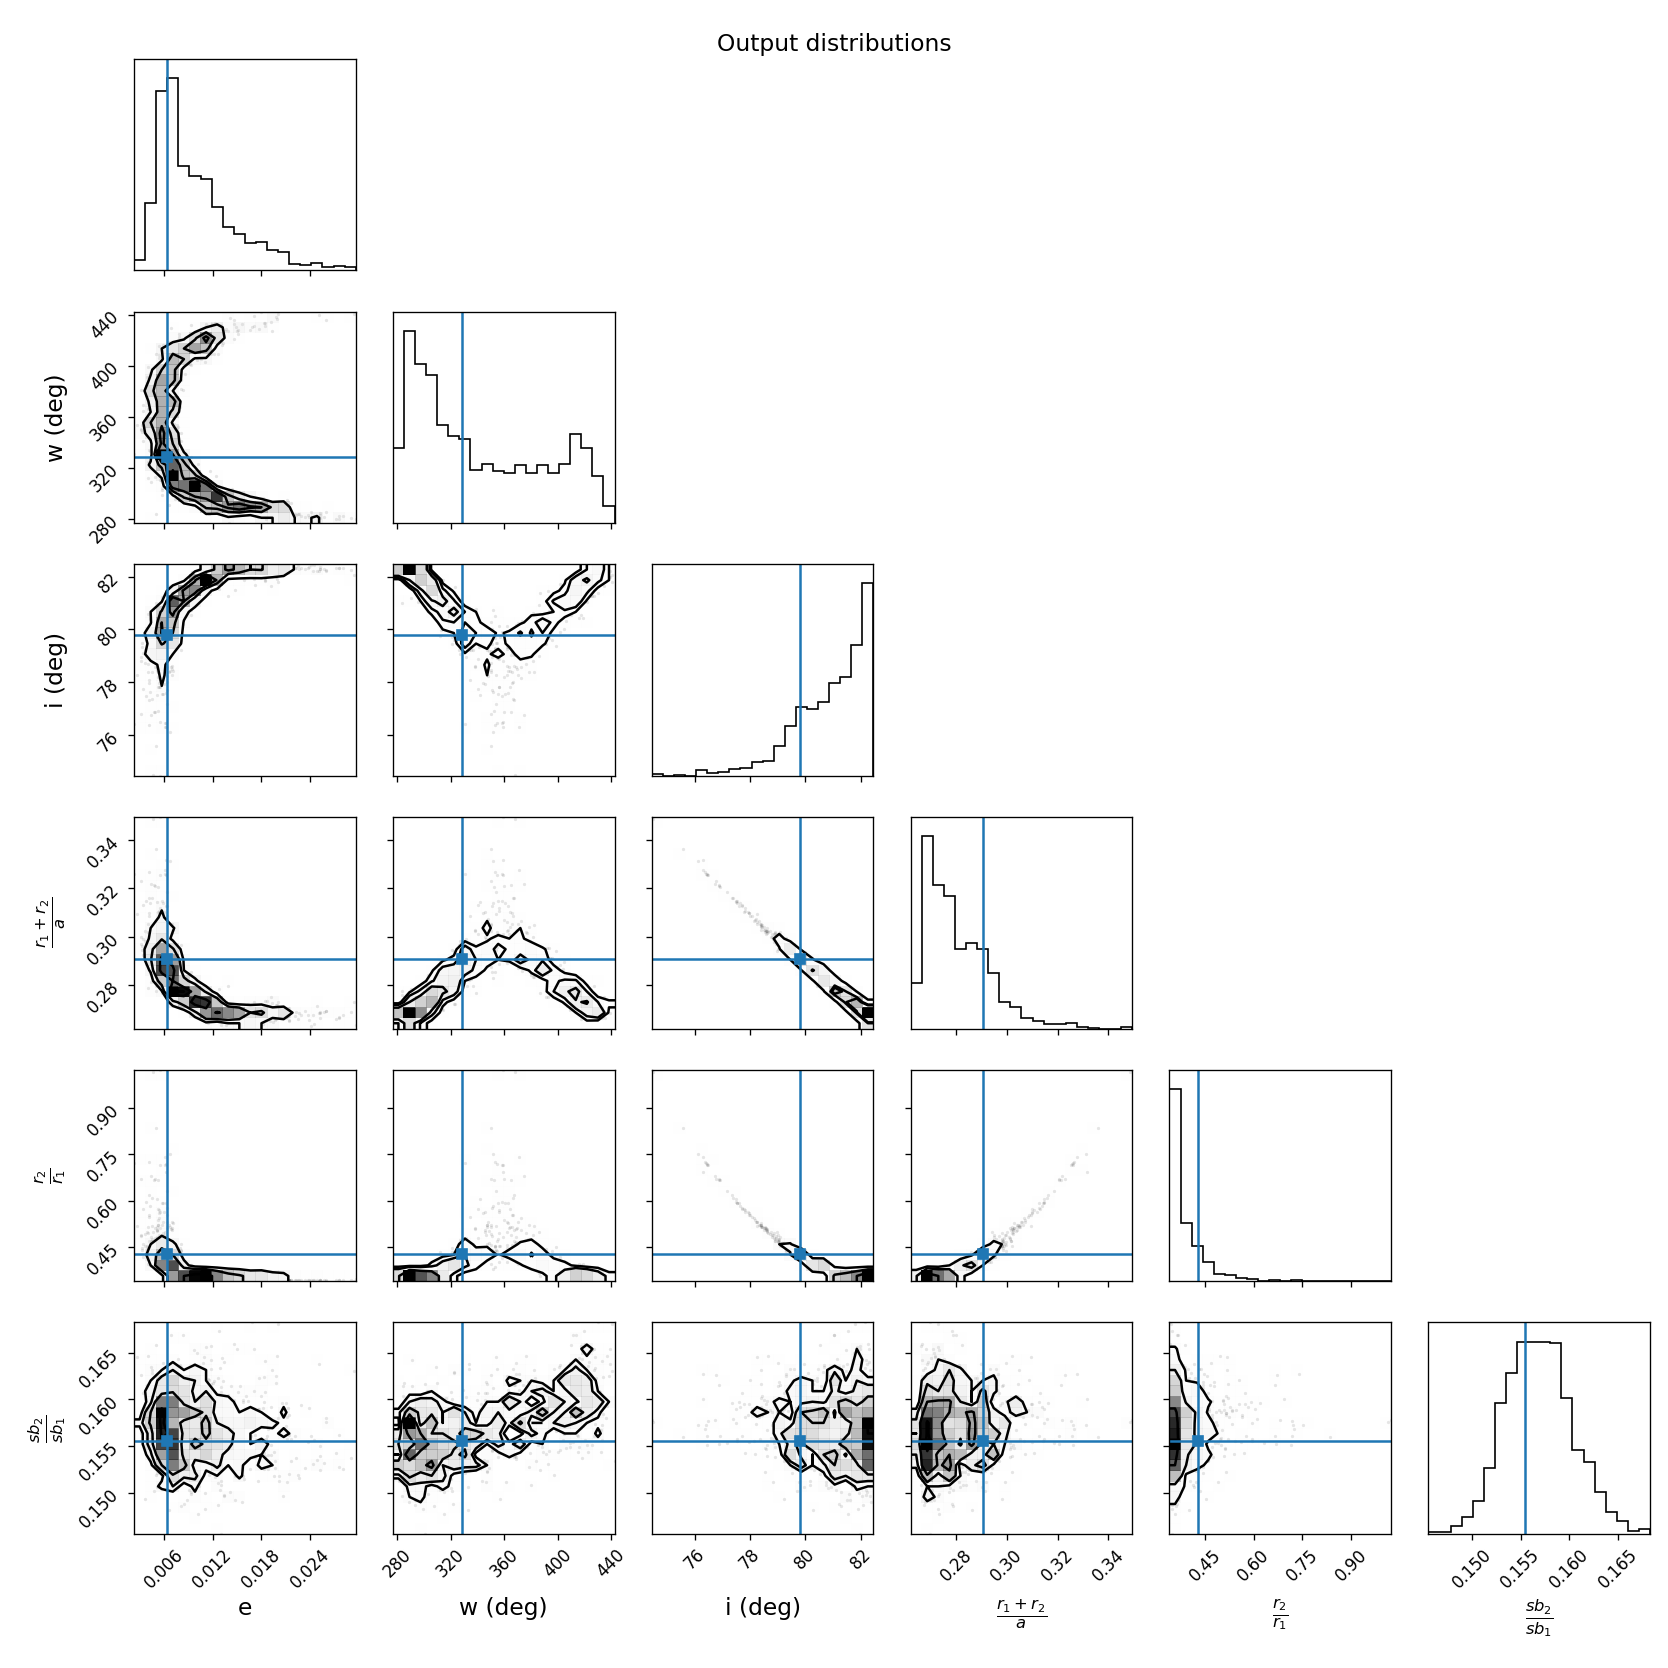 Output distributions
440
400
360
320
280
w (deg)
82
80
78
76
i (deg)
0.34
0.32
0.30
0.28
r₁ + r₂
a
0.90
0.75
0.60
0.45
r₂
r₁
0.165
0.160
0.155
0.150
sb₂
sb₁
0.006 0.012 0.018 0.024 280 320 360 400 440 76 78 80 82 0.28 0.30 0.32 0.34 0.45 0.60 0.75 0.90 0.150 0.155 0.160 0.165
e
w (deg)
i (deg)
r₁ + r₂
a
r₂
r₁
sb₂
sb₁